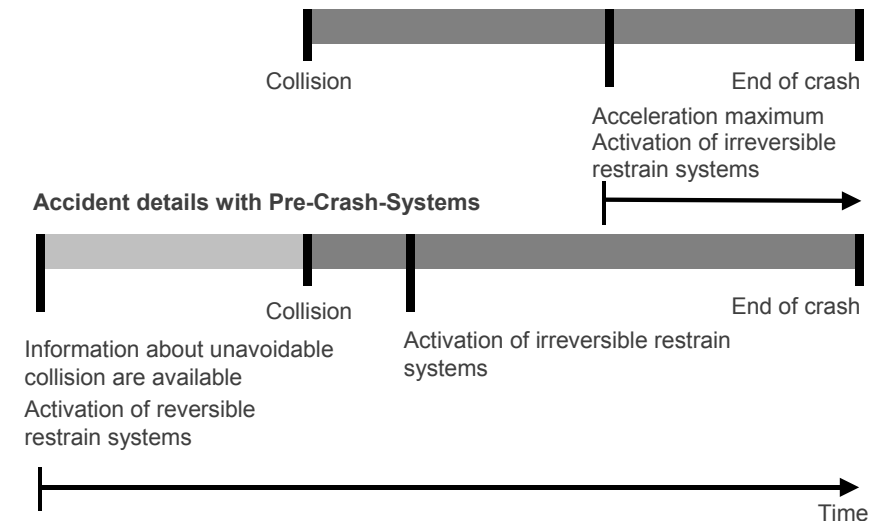 Collision
End of crash
Acceleration maximum
Activation of irreversible
restrain systems
Accident details with Pre-Crash-Systems
Collision
End of crash
Information about unavoidable
collision are available
Activation of reversible
restrain systems
Activation of irreversible restrain
systems
Time